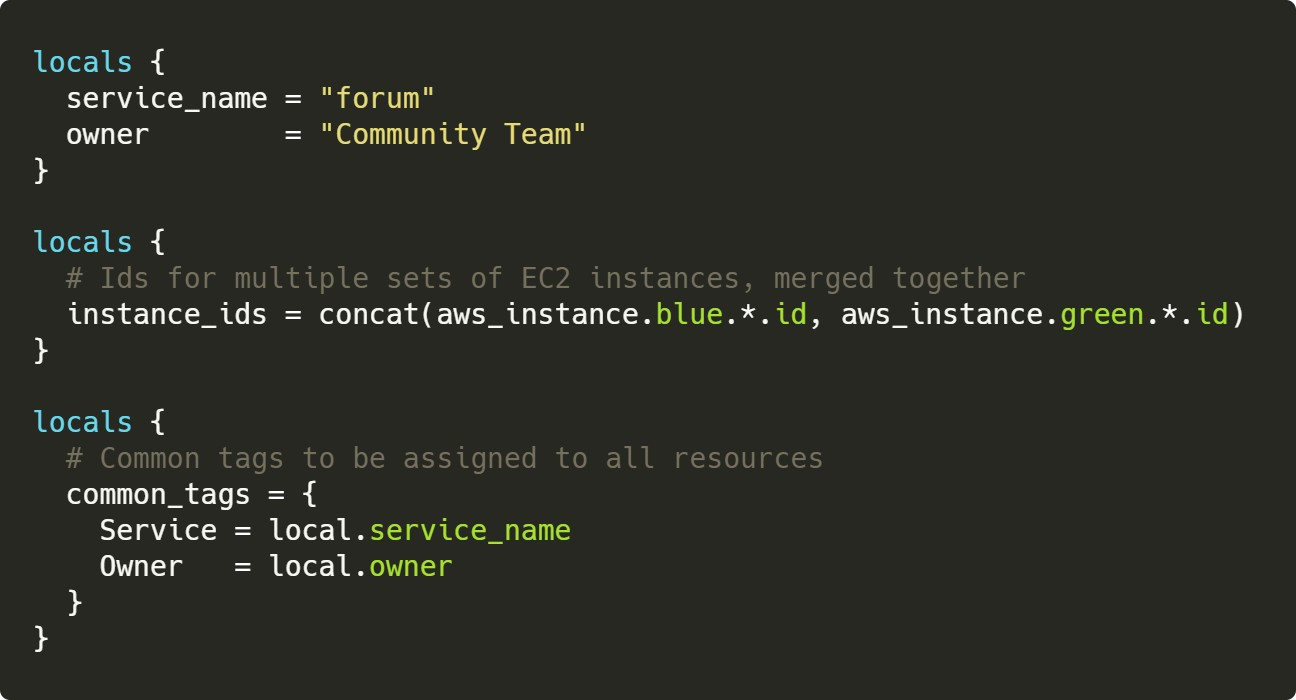 locals {
  service_name = "forum"
  owner        = "Community Team"
}

locals {
  # Ids for multiple sets of EC2 instances, merged together
  instance_ids = concat(aws_instance.blue.*.id, aws_instance.green.*.id)
}

locals {
  # Common tags to be assigned to all resources
  common_tags = {
    Service = local.service_name
    Owner   = local.owner
  }
}